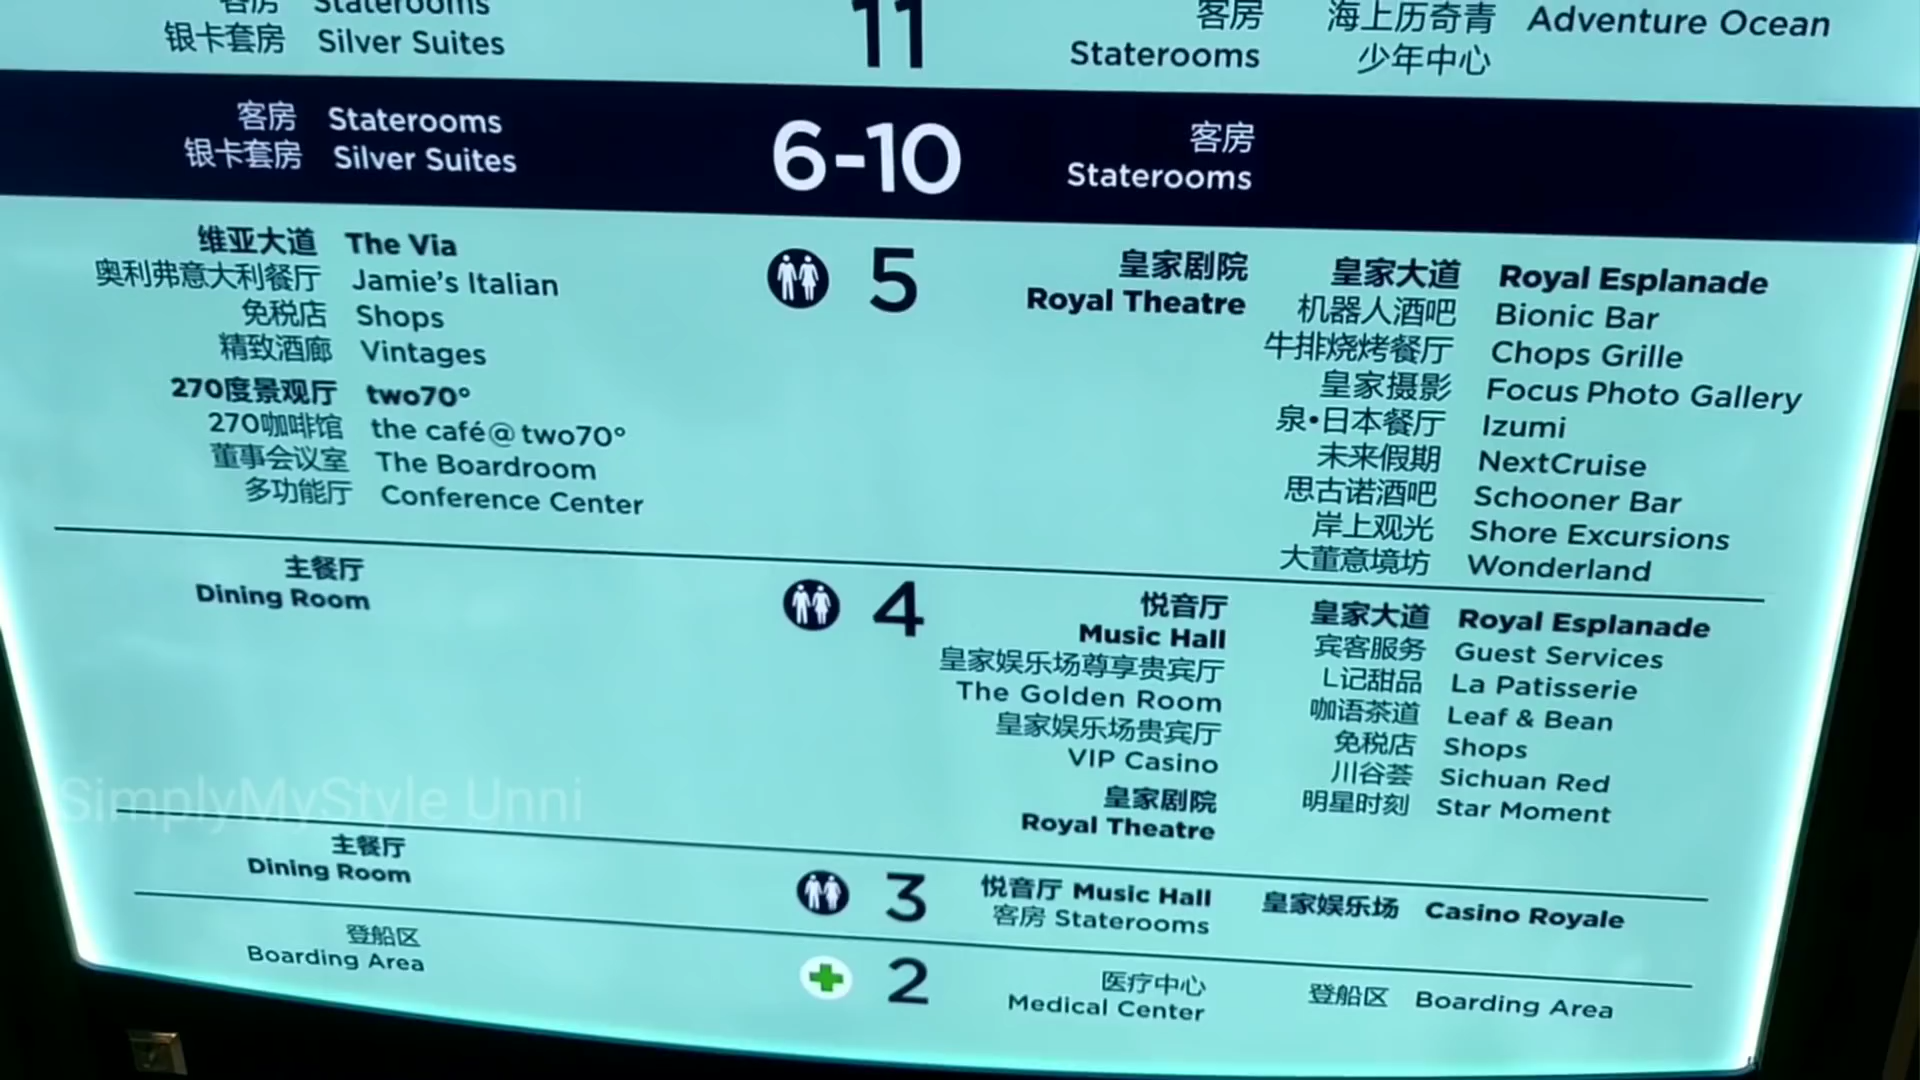 客房 Staterooms
银卡套房 Silver Suites
11
客房
Staterooms
海上历奇青 Adventure Ocean
少年中心
客房 Staterooms
银卡套房 Silver Suites
6-10
客房
Staterooms
维亚大道 The Via
奥利弗意大利餐厅 Jamie's Italian
免税店 Shops
精致酒廊 Vintages
270度景观厅 two70°
270咖啡馆 the café@two70°
董事会议室 The Boardroom
多功能厅 Conference Center
5
皇家剧院
Royal Theatre
皇家大道 Royal Esplanade
机器人酒吧 Bionic Bar
牛排烧烤餐厅 Chops Grille
皇家摄影 Focus Photo Gallery
泉•日本餐厅 Izumi
未来假期 NextCruise
思古诺酒吧 Schooner Bar
岸上观光 Shore Excursions
大董意境坊 Wonderland
主餐厅
Dining Room
4
悦音厅
Music Hall
皇家娱乐场尊享贵宾厅
The Golden Room
皇家娱乐场贵宾厅
VIP Casino
皇家剧院
Royal Theatre
皇家大道 Royal Esplanade
宾客服务 Guest Services
L记甜品 La Patisserie
咖语茶道 Leaf & Bean
免税店 Shops
川谷荟 Sichuan Red
明星时刻 Star Moment
SimplyMyStyle Unni
主餐厅
Dining Room
3
悦音厅 Music Hall
客房 Staterooms
皇家娱乐场 Casino Royale
登船区
Boarding Area
2
医疗中心
Medical Center
登船区 Boarding Area